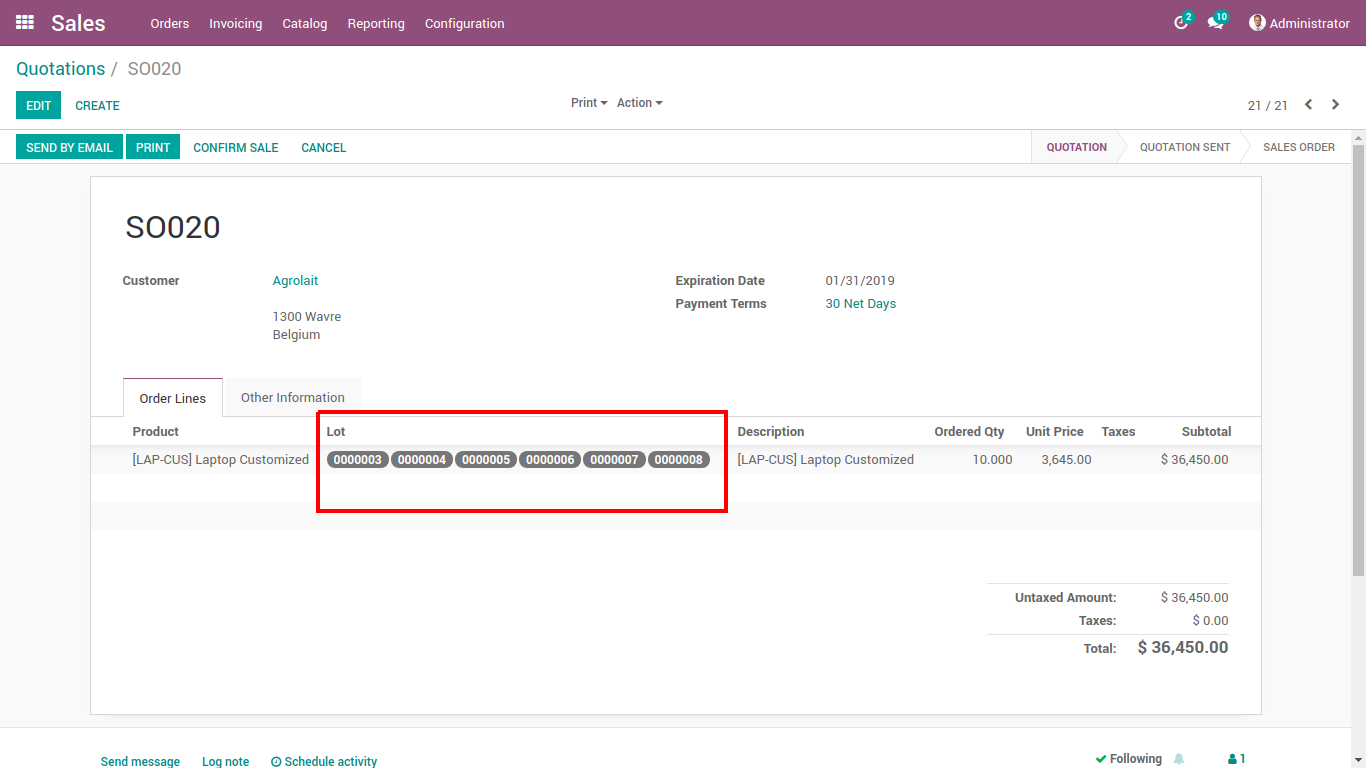 Sales Orders Invoicing Catalog Reporting Configuration 2 10 Administrator
Quotations / SO020
EDIT CREATE Print Action 21 / 21
SEND BY EMAIL PRINT CONFIRM SALE CANCEL QUOTATION QUOTATION SENT SALES ORDER
SO020
Customer Agrolait Expiration Date 01/31/2019
Payment Terms 30 Net Days
1300 Wavre
Belgium
Order Lines Other Information
Product Lot Description Ordered Qty Unit Price Taxes Subtotal
[LAP-CUS] Laptop Customized 0000003 0000004 0000005 0000006 0000007 0000008 [LAP-CUS] Laptop Customized 10.000 3,645.00 $ 36,450.00
Untaxed Amount: $ 36,450.00
Taxes: $ 0.00
Total: $ 36,450.00
Send message Log note Schedule activity Following 1